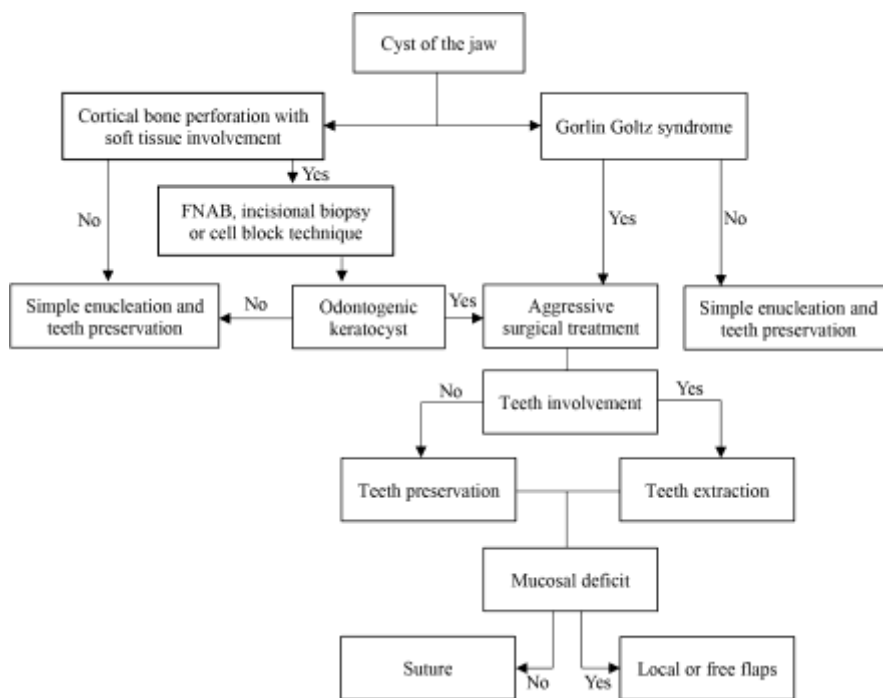 Cyst of the jaw
Cortical bone perforation with
soft tissue involvement
Gorlin Goltz syndrome
Yes
No
FNAB, incisional biopsy
or cell block technique
Yes
No
Simple enucleation and
teeth preservation
No
Odontogenic
keratocyst
Yes
Aggressive
surgical treatment
Simple enucleation and
teeth preservation
No
Teeth involvement
Yes
Teeth preservation
Teeth extraction
Mucosal deficit
Suture
No
Yes
Local or free flaps